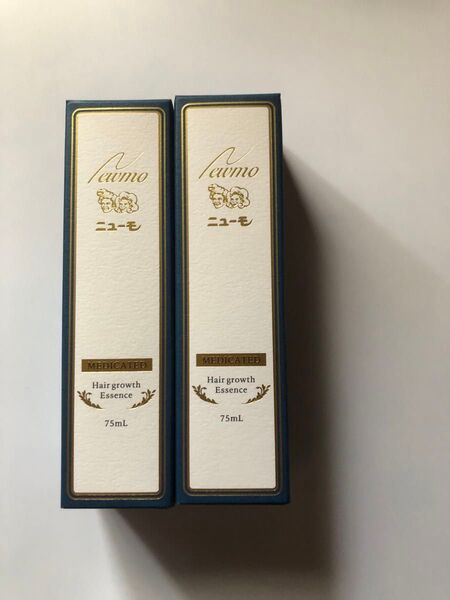 Newmo
ニューモ
MEDICATED
Hair growth
Essence
75mL
Newmo
ニューモ
MEDICATED
Hair growth
Essence
75mL